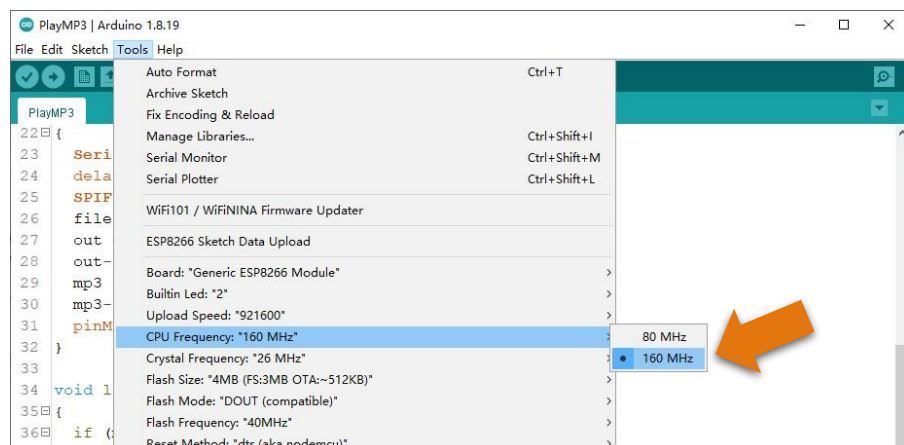 PlayMP3 | Arduino 1.8.19
File Edit Sketch Tools Help
PlayMP3
Auto Format Ctrl+T
Archive Sketch
Fix Encoding & Reload
Manage Libraries... Ctrl+Shift+I
Serial Monitor Ctrl+Shift+M
Serial Plotter Ctrl+Shift+L
WiFi101 / WiFiNINA Firmware Updater
ESP8266 Sketch Data Upload
Board: "Generic ESP8266 Module"
Builtin Led: "2"
Upload Speed: "921600"
CPU Frequency: "160 MHz"
Crystal Frequency: "26 MHz"
Flash Size: "4MB (FS:3MB OTA:~512KB)"
Flash Mode: "DOUT (compatible)"
Flash Frequency: "40MHz"
Reset Method: "dtr (aka nodemcu)"
80 MHz
160 MHz
22 {
23 Seri
24 dela
25 SPIF
26 file
27 out
28 out-
29 mp3
30 mp3-
31 pinM
32 }
33
34 void l
35 {
36 if (